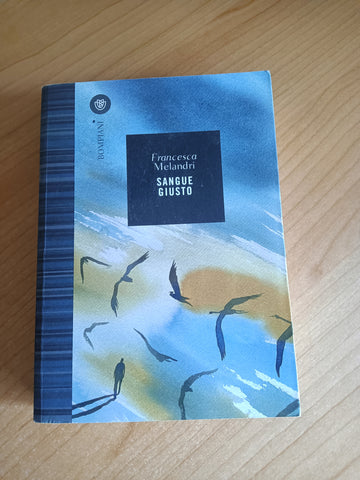 BOMPIANI
Francesca
Melandri
SANGUE
GIUSTO